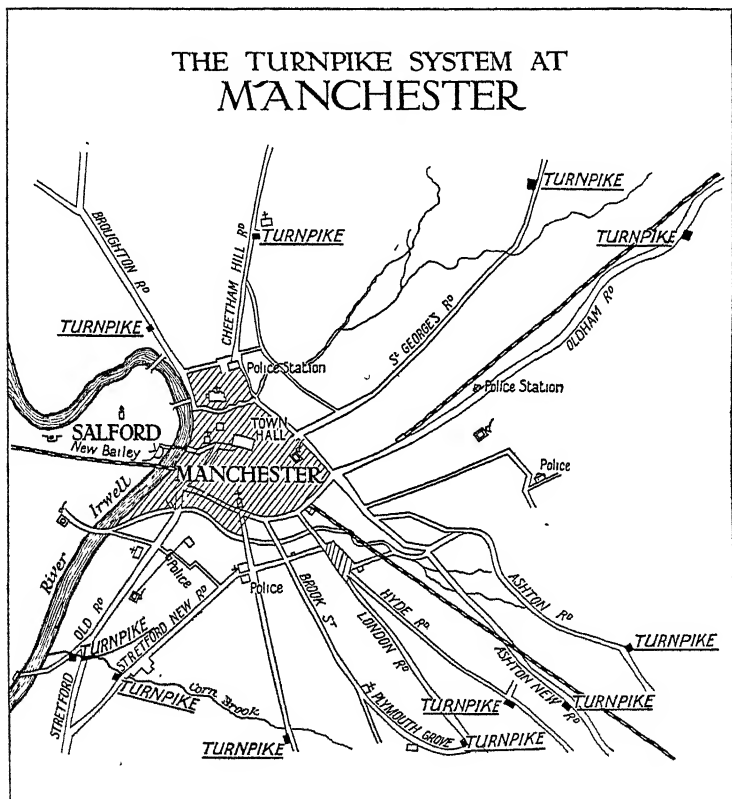 THE TURNPIKE SYSTEM AT
MANCHESTER
TURNPIKE
BROUGHTON RD
CHEETHAM HILL RD
TURNPIKE
TURNPIKE
TURNPIKE
ST GEORGE'S RD
OLDHAM RD
Police Station
Police Station
SALFORD
New Bailey
TOWN
HALL
MANCHESTER
Police
River Irwell
Police
Police
OLD RD
STRETFORD
TURNPIKE
STRETFORD NEW RD
TURNPIKE
Corn Brook
BROOK ST
LONDON RD
HYDE RD
ASHTON RD
TURNPIKE
ASHTON NEW RD
TURNPIKE
TURNPIKE
PLYMOUTH GROVE
TURNPIKE
TURNPIKE